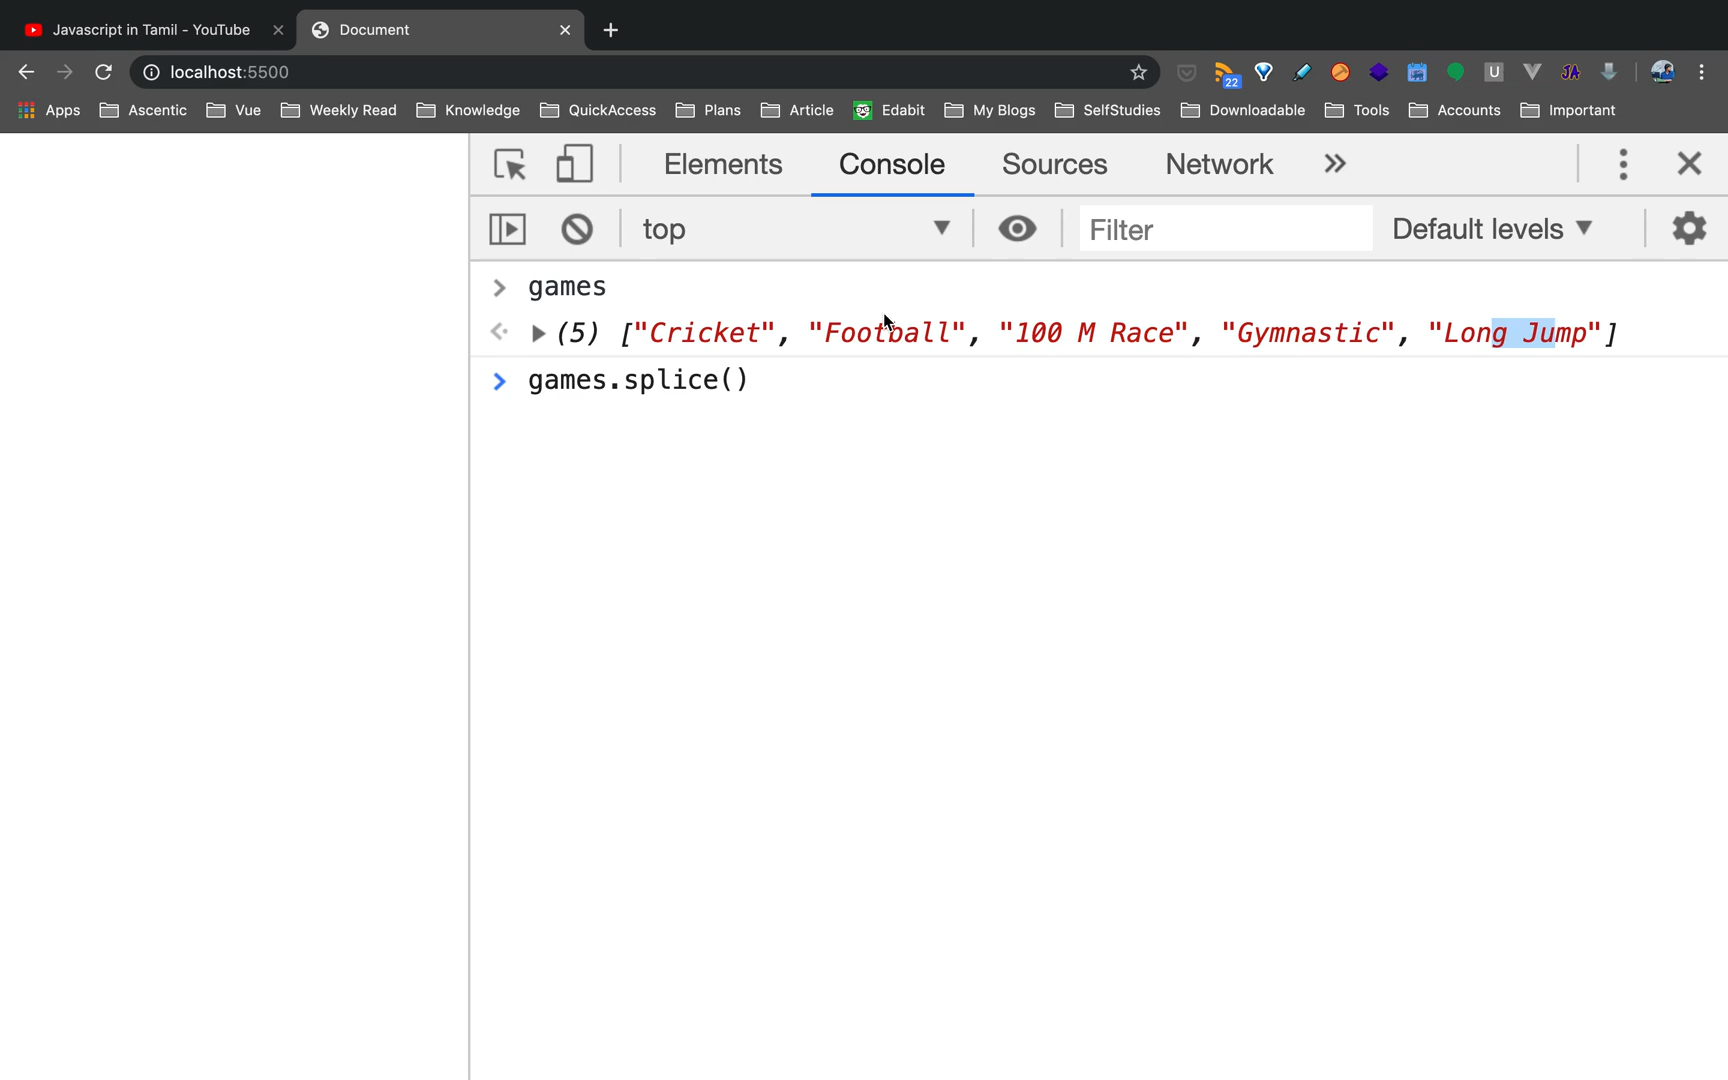 Javascript in Tamil - YouTube
Document
localhost:5500
22
U
JA
Apps
Ascentic
Vue
Weekly Read
Knowledge
QuickAccess
Plans
Article
Edabit
My Blogs
SelfStudies
Downloadable
Tools
Accounts
Important
Elements
Console
Sources
Network
top
Filter
Default levels
games
(5) ["Cricket", "Football", "100 M Race", "Gymnastic", "Long Jump"]
games.splice()